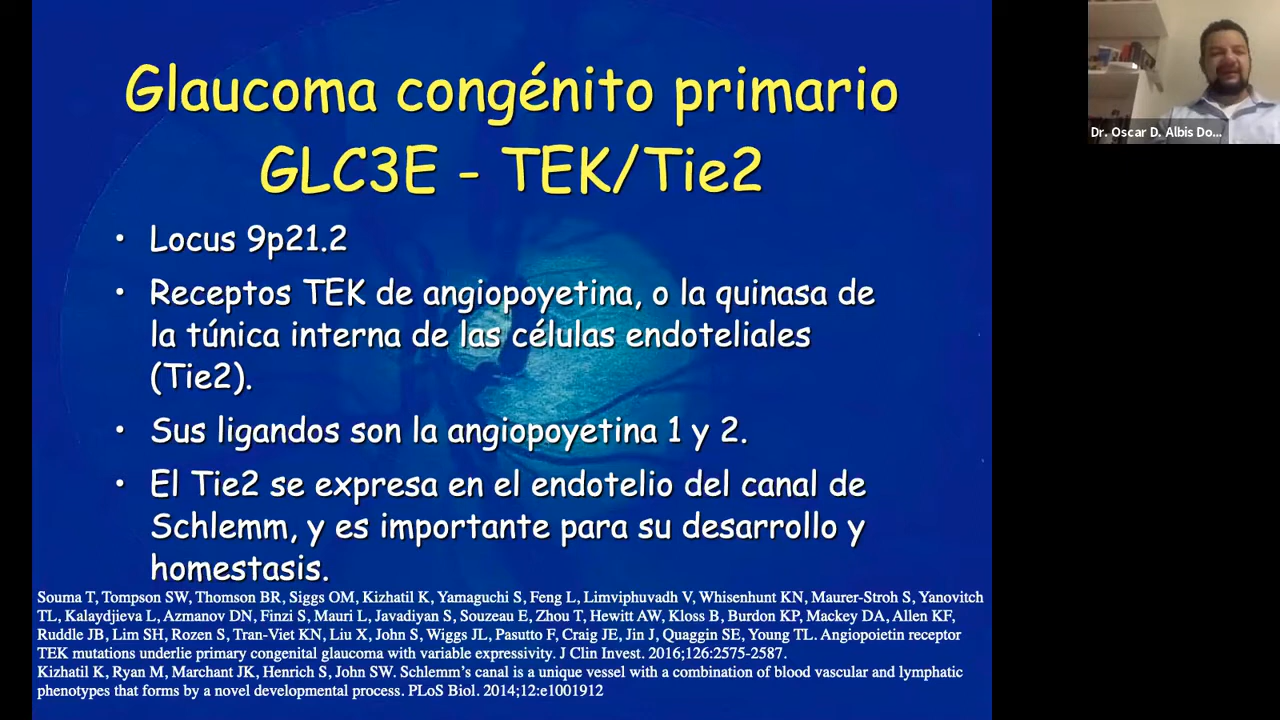 Glaucoma congénito primario
GLC3E - TEK/Tie2
• Locus 9p21.2
• Receptos TEK de angiopoyetina, o la quinasa de
la túnica interna de las células endoteliales
(Tie2).
• Sus ligandos son la angiopoyetina 1 y 2.
• El Tie2 se expresa en el endotelio del canal de
Schlemm, y es importante para su desarrollo y
homestasis.
Souma T, Tompson SW, Thomson BR, Siggs OM, Kizhatil K, Yamaguchi S, Feng L, Limviphuvadh V, Whisenhunt KN, Maurer-Stroh S, Yanovitch
TL, Kalaydjieva L, Azmanov DN, Finzi S, Mauri L, Javadiyan S, Souzeau E, Zhou T, Hewitt AW, Kloss B, Burdon KP, Mackey DA, Allen KF,
Ruddle JB, Lim SH, Rozen S, Tran-Viet KN, Liu X, John S, Wiggs JL, Pasutto F, Craig JE, Jin J, Quaggin SE, Young TL. Angiopoietin receptor
TEK mutations underlie primary congenital glaucoma with variable expressivity. J Clin Invest. 2016;126:2575-2587.
Kizhatil K, Ryan M, Marchant JK, Henrich S, John SW. Schlemm's canal is a unique vessel with a combination of blood vascular and lymphatic
phenotypes that forms by a novel developmental process. PLoS Biol. 2014;12:e1001912
Dr. Oscar D. Albis Do...